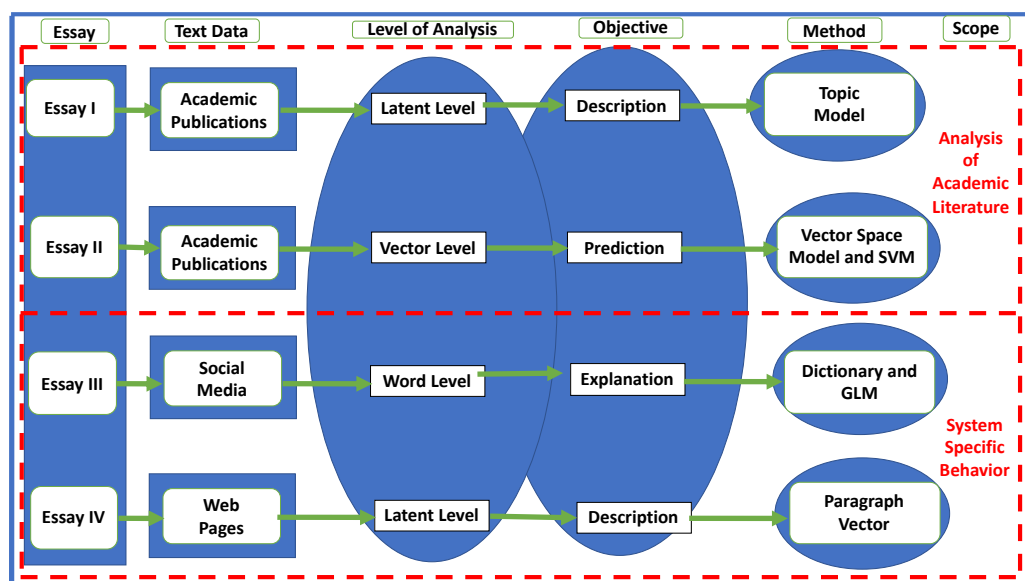 Essay
Text Data
Level of Analysis
Objective
Method
Scope
Essay I
Academic
Publications
Latent Level
Description
Topic
Model
Analysis
of
Academic
Literature
Essay II
Academic
Publications
Vector Level
Prediction
Vector Space
Model and SVM
Essay III
Social
Media
Word Level
Explanation
Dictionary and
GLM
System
Specific
Behavior
Essay IV
Web
Pages
Latent Level
Description
Paragraph
Vector